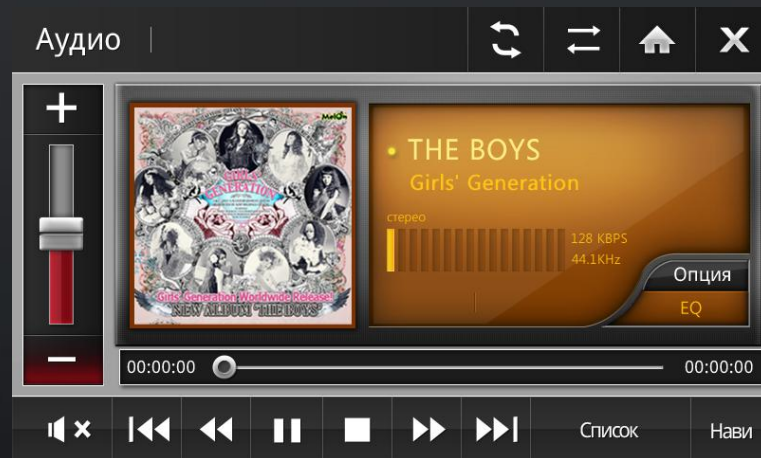 Аудио
MelOn
GIRLS'
GENERATION
Girls' Generation Worldwide Release!
NEW ALBUM "THE BOYS"
• THE BOYS
Girls' Generation
стерео
128 KBPS
44.1KHz
Опция
EQ
00:00:00
00:00:00
Список
Нави